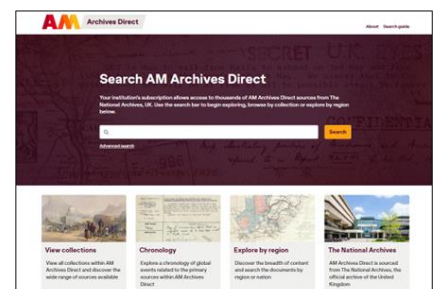 AM Archives Direct
About Search guide
Search AM Archives Direct
Your institution's subscription allows access to thousands of AM Archives Direct sources from The
National Archives, UK. Use the search bar to begin exploring, browse by collection or explore by region
below.
Search
Advanced search
View collections
View all collections within AM
Archives Direct and discover the
wide range of sources available
Chronology
Explore a chronology of global
events related to the primary
sources within AM Archives
Direct
Explore by region
Discover the breadth of content
and search the documents by
region or nation
The National Archives
AM Archives Direct is sourced
from The National Archives, the
official archive of the United
Kingdom